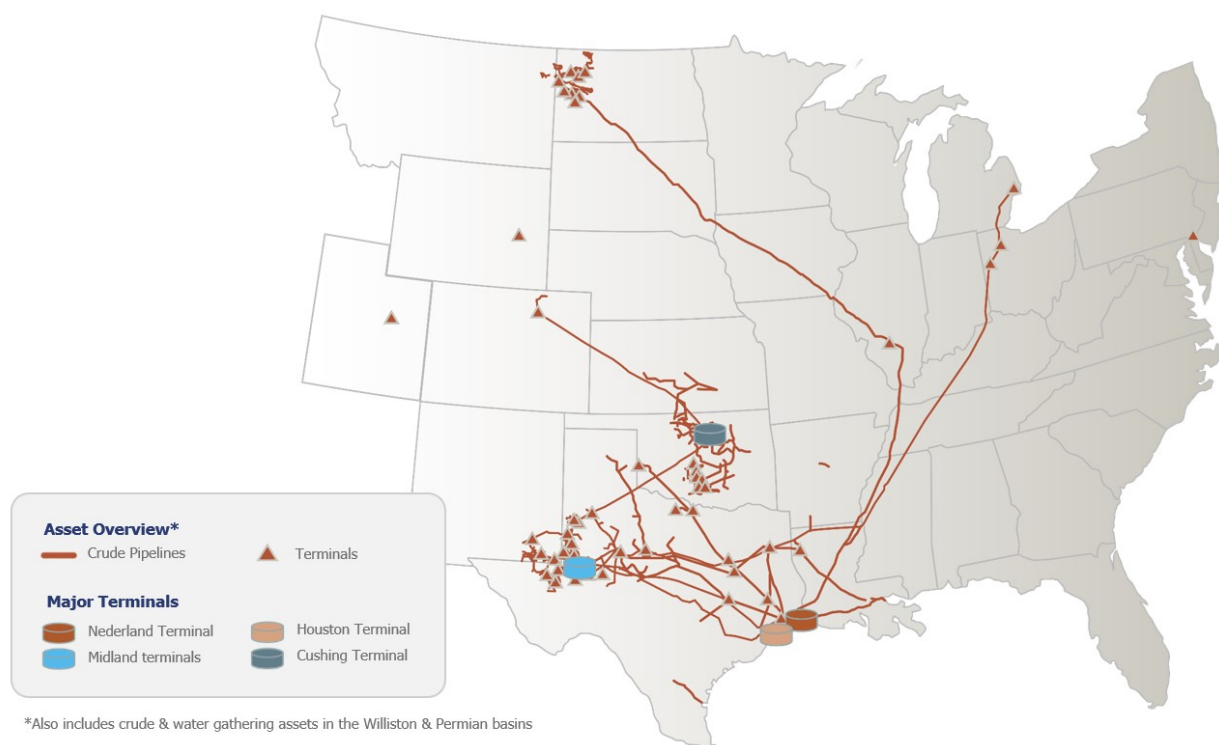 Asset Overview*
Crude Pipelines
Terminals
Major Terminals
Nederland Terminal
Houston Terminal
Midland terminals
Cushing Terminal
*Also includes crude & water gathering assets in the Williston & Permian basins